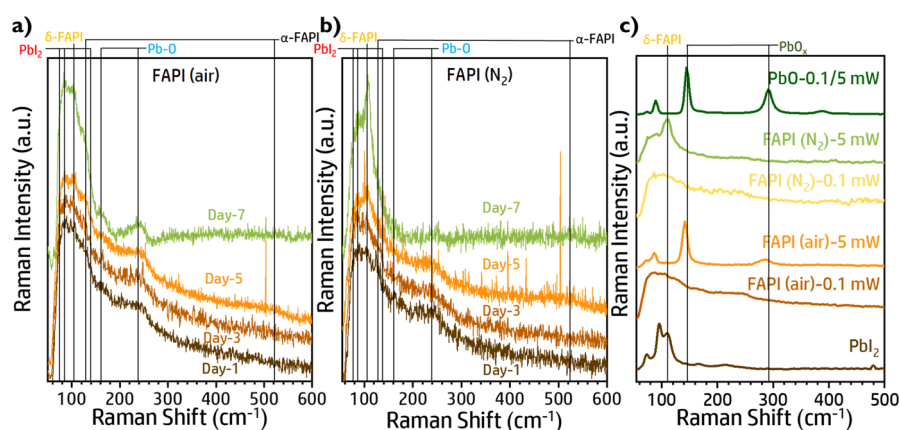 a)
δ-FAPI
α-FAPI
PbI₂
Pb-O
FAPI (air)
Day-7
Day-5
Day-3
Day-1
Raman Intensity (a.u.)
100 200 300 400 500 600
Raman Shift (cm⁻¹)
b)
δ-FAPI
α-FAPI
PbI₂
Pb-O
FAPI (N₂)
Day-7
Day-5
Day-3
Day-1
Raman Intensity (a.u.)
100 200 300 400 500 600
Raman Shift (cm⁻¹)
c)
δ-FAPI
PbOₓ
PbO-0.1/5 mW
FAPI (N₂)-5 mW
FAPI (N₂)-0.1 mW
FAPI (air)-5 mW
FAPI (air)-0.1 mW
PbI₂
Raman Intensity (a.u.)
100 200 300 400 500
Raman Shift (cm⁻¹)